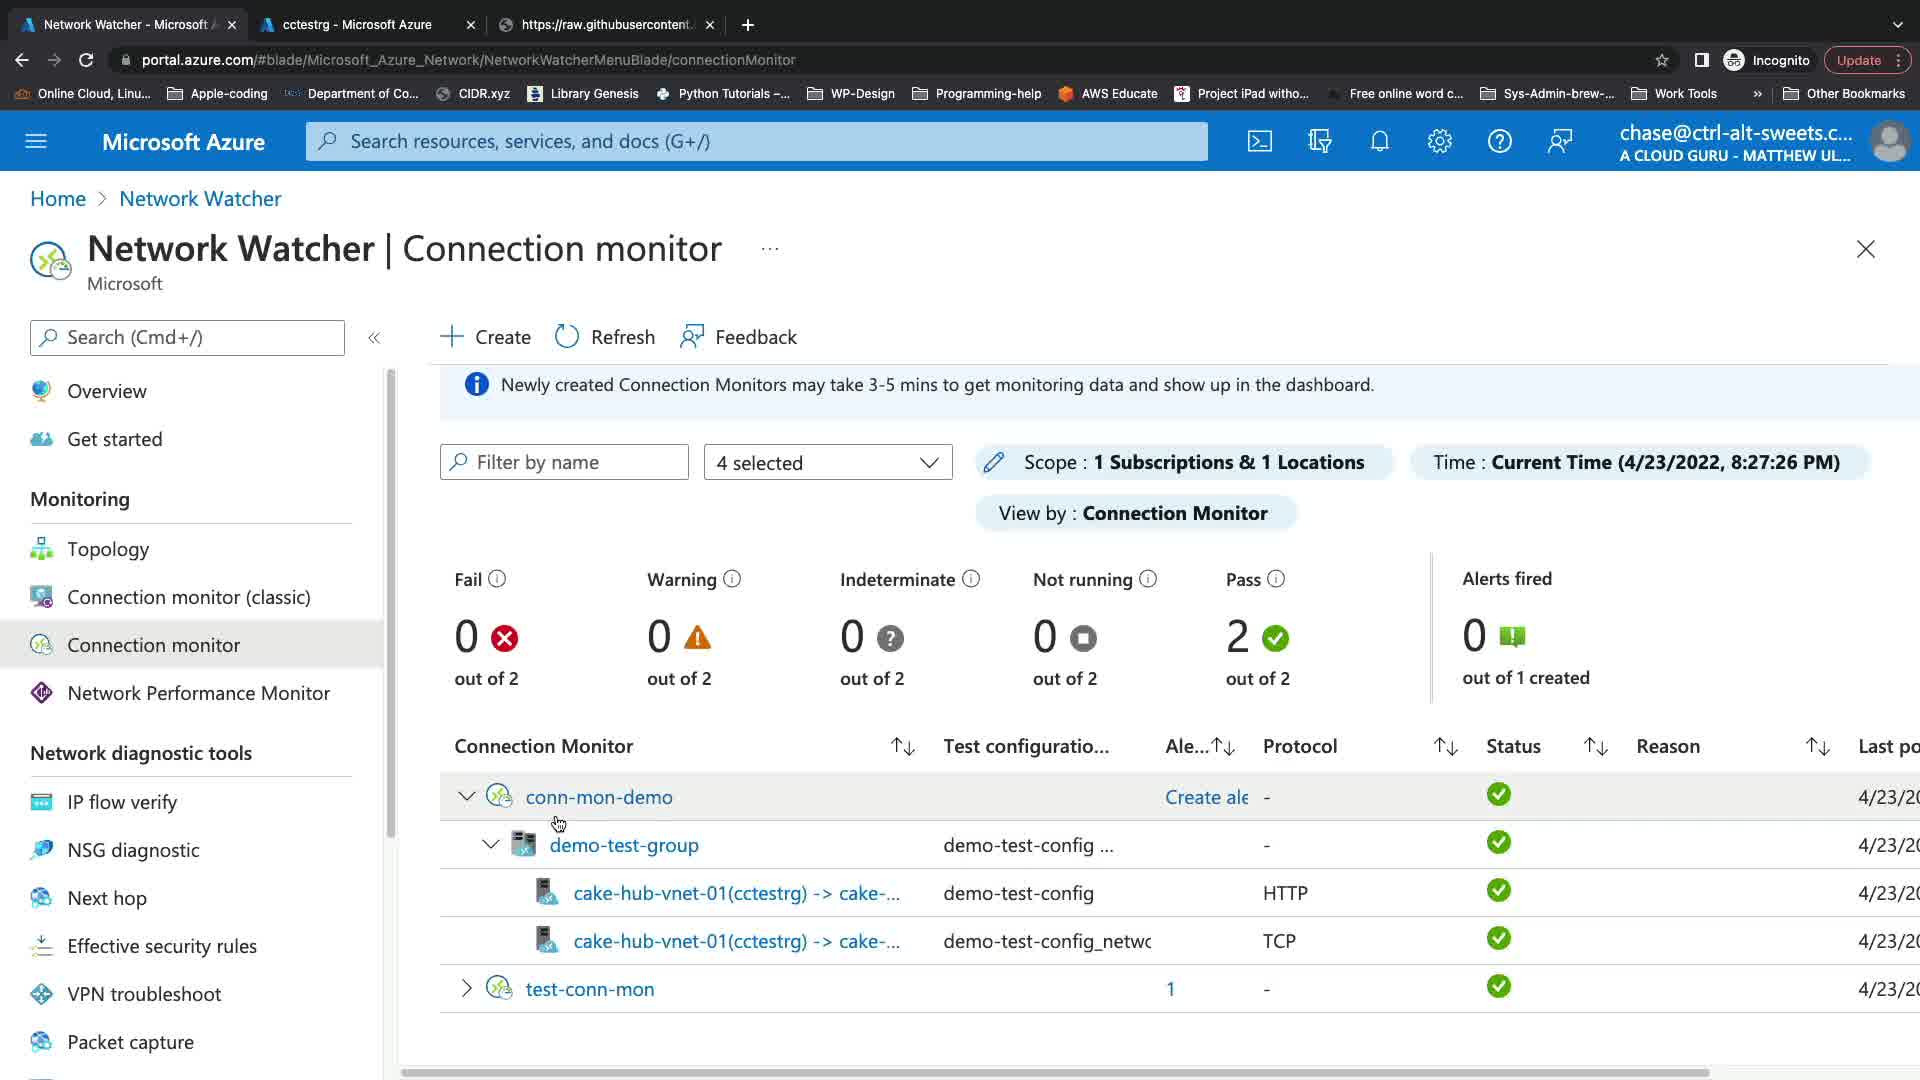 Network Watcher - Microsoft A
cctestrg - Microsoft Azure
https://raw.githubusercontent.
portal.azure.com/#blade/Microsoft_Azure_Network/NetworkWatcherMenuBlade/connectionMonitor
Incognito
Update
Online Cloud, Linu...
Apple-coding
Department of Co...
CIDR.xyz
Library Genesis
Python Tutorials –...
WP-Design
Programming-help
AWS Educate
Project iPad witho...
Free online word c...
Sys-Admin-brew-...
Work Tools
»
Other Bookmarks
Microsoft Azure
Search resources, services, and docs (G+/)
chase@ctrl-alt-sweets.c...
A CLOUD GURU - MATTHEW UL...
Home > Network Watcher
Network Watcher | Connection monitor ...
Microsoft
Search (Cmd+/)
«
Create
Refresh
Feedback
Overview
Get started
Monitoring
Topology
Connection monitor (classic)
Connection monitor
Network Performance Monitor
Network diagnostic tools
IP flow verify
NSG diagnostic
Next hop
Effective security rules
VPN troubleshoot
Packet capture
Newly created Connection Monitors may take 3-5 mins to get monitoring data and show up in the dashboard.
Filter by name
4 selected
Scope : 1 Subscriptions & 1 Locations
Time : Current Time (4/23/2022, 8:27:26 PM)
View by : Connection Monitor
Fail
Warning
Indeterminate
Not running
Pass
Alerts fired
0
0
0
0
2
0
out of 2
out of 2
out of 2
out of 2
out of 2
out of 1 created
Connection Monitor
Test configuratio...
Ale...
Protocol
Status
Reason
Last po
conn-mon-demo
Create ale
-
4/23/20
demo-test-group
demo-test-config ...
-
4/23/20
cake-hub-vnet-01(cctestrg) -> cake-...
demo-test-config
HTTP
4/23/20
cake-hub-vnet-01(cctestrg) -> cake-...
demo-test-config_netwo
TCP
4/23/20
test-conn-mon
1
-
4/23/20